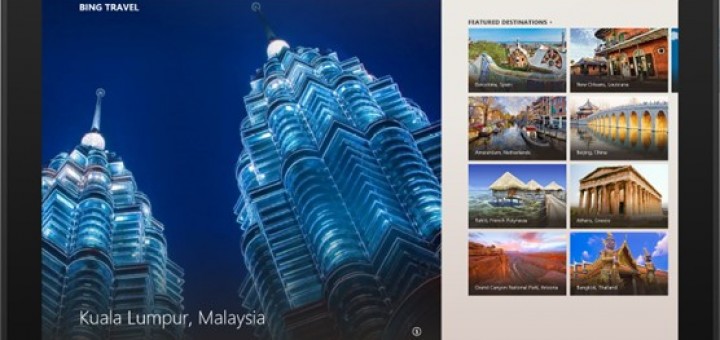 BING TRAVEL
Kuala Lumpur, Malaysia
FEATURED DESTINATIONS
Barcelona, Spain
New Orleans, Louisiana
Amsterdam, Netherlands
Beijing, China
Tahiti, French Polynesia
Athens, Greece
Grand Canyon National Park, Arizona
Bangkok, Thailand